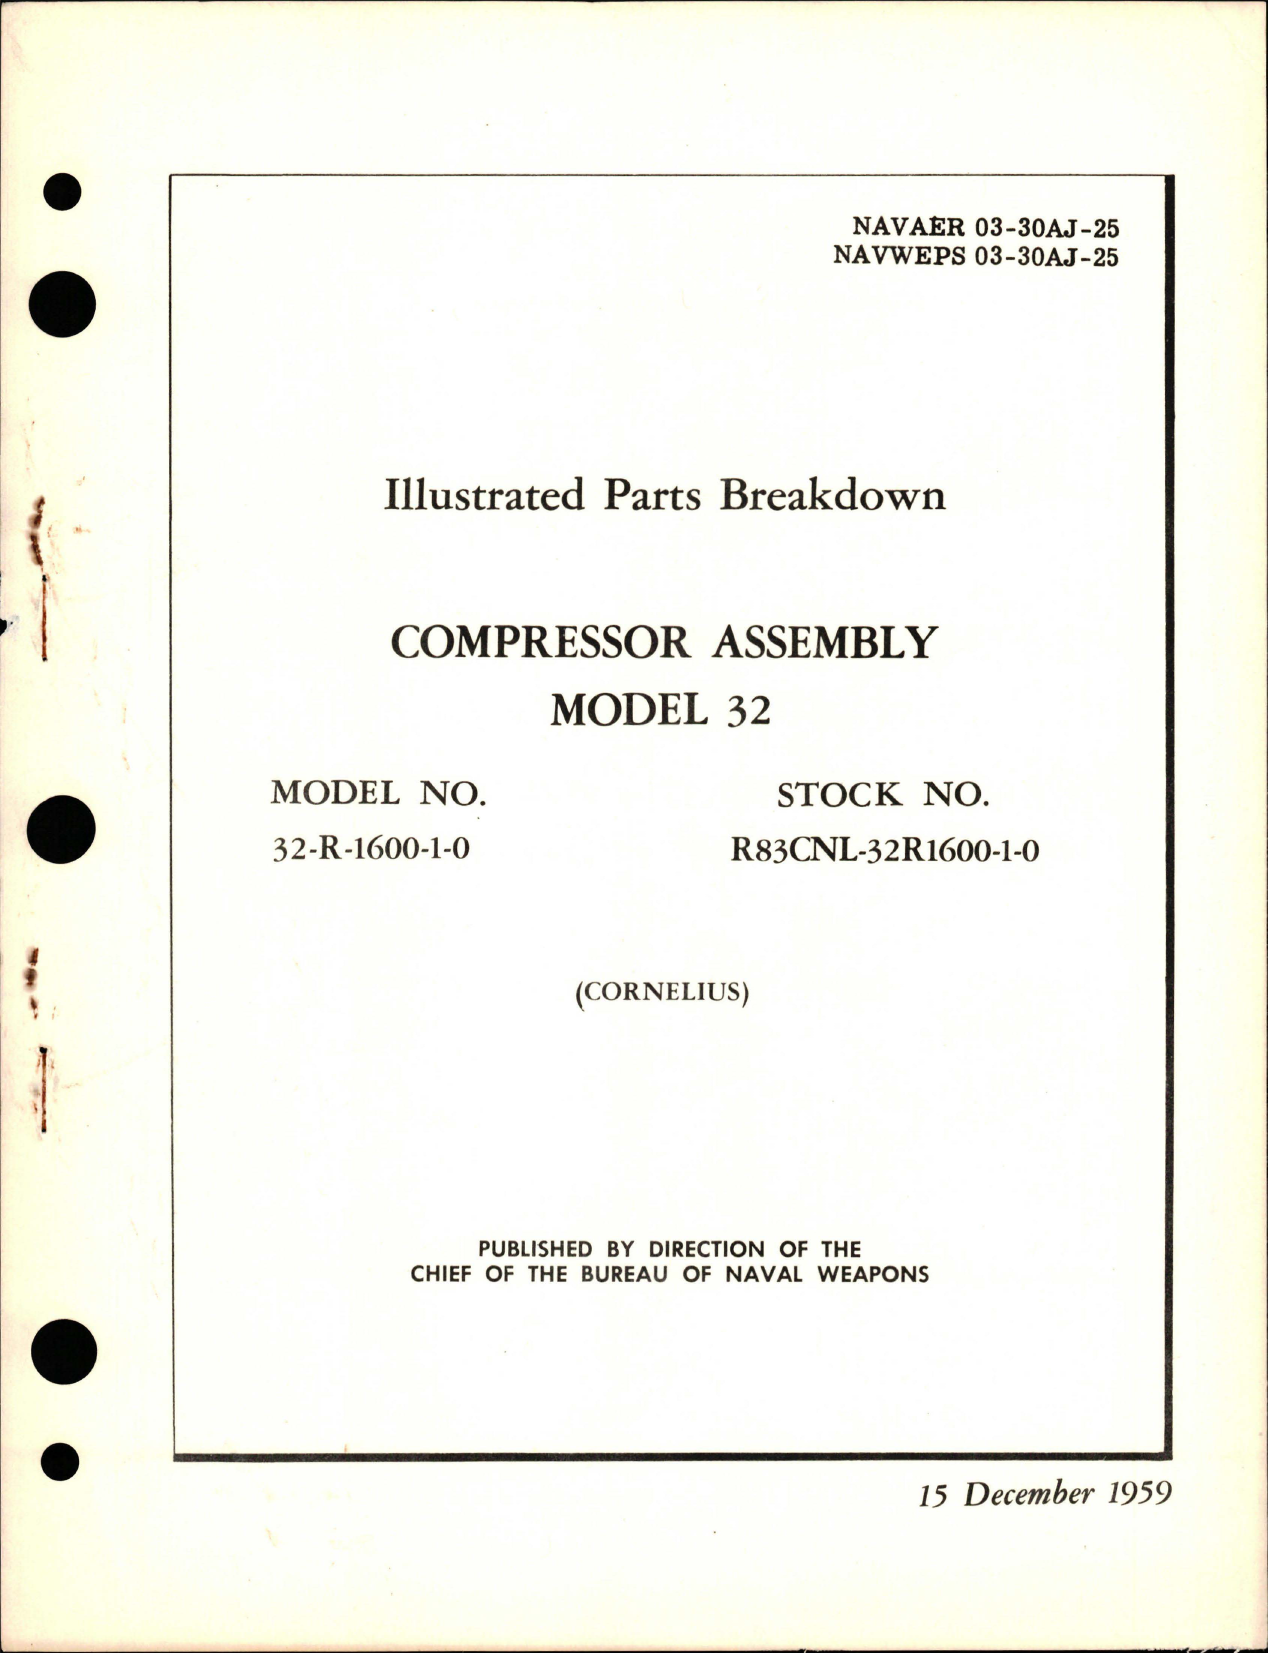 NAVAER 03-30AJ-25
NAVWEPS 03-30AJ-25
Illustrated Parts Breakdown
COMPRESSOR ASSEMBLY
MODEL 32
MODEL NO. STOCK NO.
32-R-1600-1-0 R83CNL-32R1600-1-0
(CORNELIUS)
PUBLISHED BY DIRECTION OF THE
CHIEF OF THE BUREAU OF NAVAL WEAPONS
15 December 1959